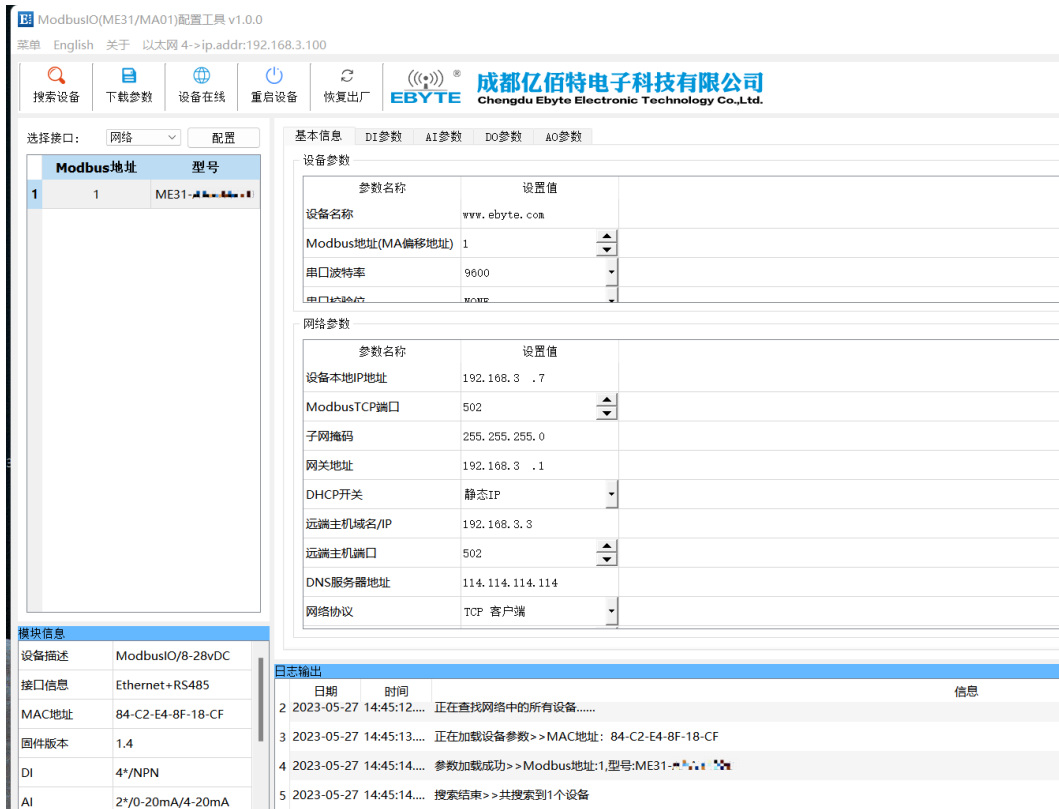 ModbusIO(ME31/MA01)配置工具 v1.0.0
菜单 English 关于 以太网 4->ip.addr:192.168.3.100
搜索设备 下载参数 设备在线 重启设备 恢复出厂 EBYTE ® 成都亿佰特电子科技有限公司
Chengdu Ebyte Electronic Technology Co.,Ltd.
选择接口: 网络 配置
Modbus地址 型号
1 1 ME31-
基本信息 DI参数 AI参数 DO参数 AO参数
设备参数
参数名称 设置值
设备名称 www.ebyte.com
Modbus地址(MA偏移地址) 1
串口波特率 9600
串口校验位 NONE
网络参数
参数名称 设置值
设备本地IP地址 192.168.3 .7
ModbusTCP端口 502
子网掩码 255.255.255.0
网关地址 192.168.3 .1
DHCP开关 静态IP
远端主机域名/IP 192.168.3.3
远端主机端口 502
DNS服务器地址 114.114.114.114
网络协议 TCP 客户端
模块信息
设备描述 ModbusIO/8-28vDC
接口信息 Ethernet+RS485
MAC地址 84-C2-E4-8F-18-CF
固件版本 1.4
DI 4*/NPN
AI 2*/0-20mA/4-20mA
日志输出
日期 时间 信息
2 2023-05-27 14:45:12.... 正在查找网络中的所有设备......
3 2023-05-27 14:45:13.... 正在加载设备参数>>MAC地址: 84-C2-E4-8F-18-CF
4 2023-05-27 14:45:14.... 参数加载成功>>Modbus地址:1,型号:ME31-
5 2023-05-27 14:45:14.... 搜索结束>>共搜索到1个设备